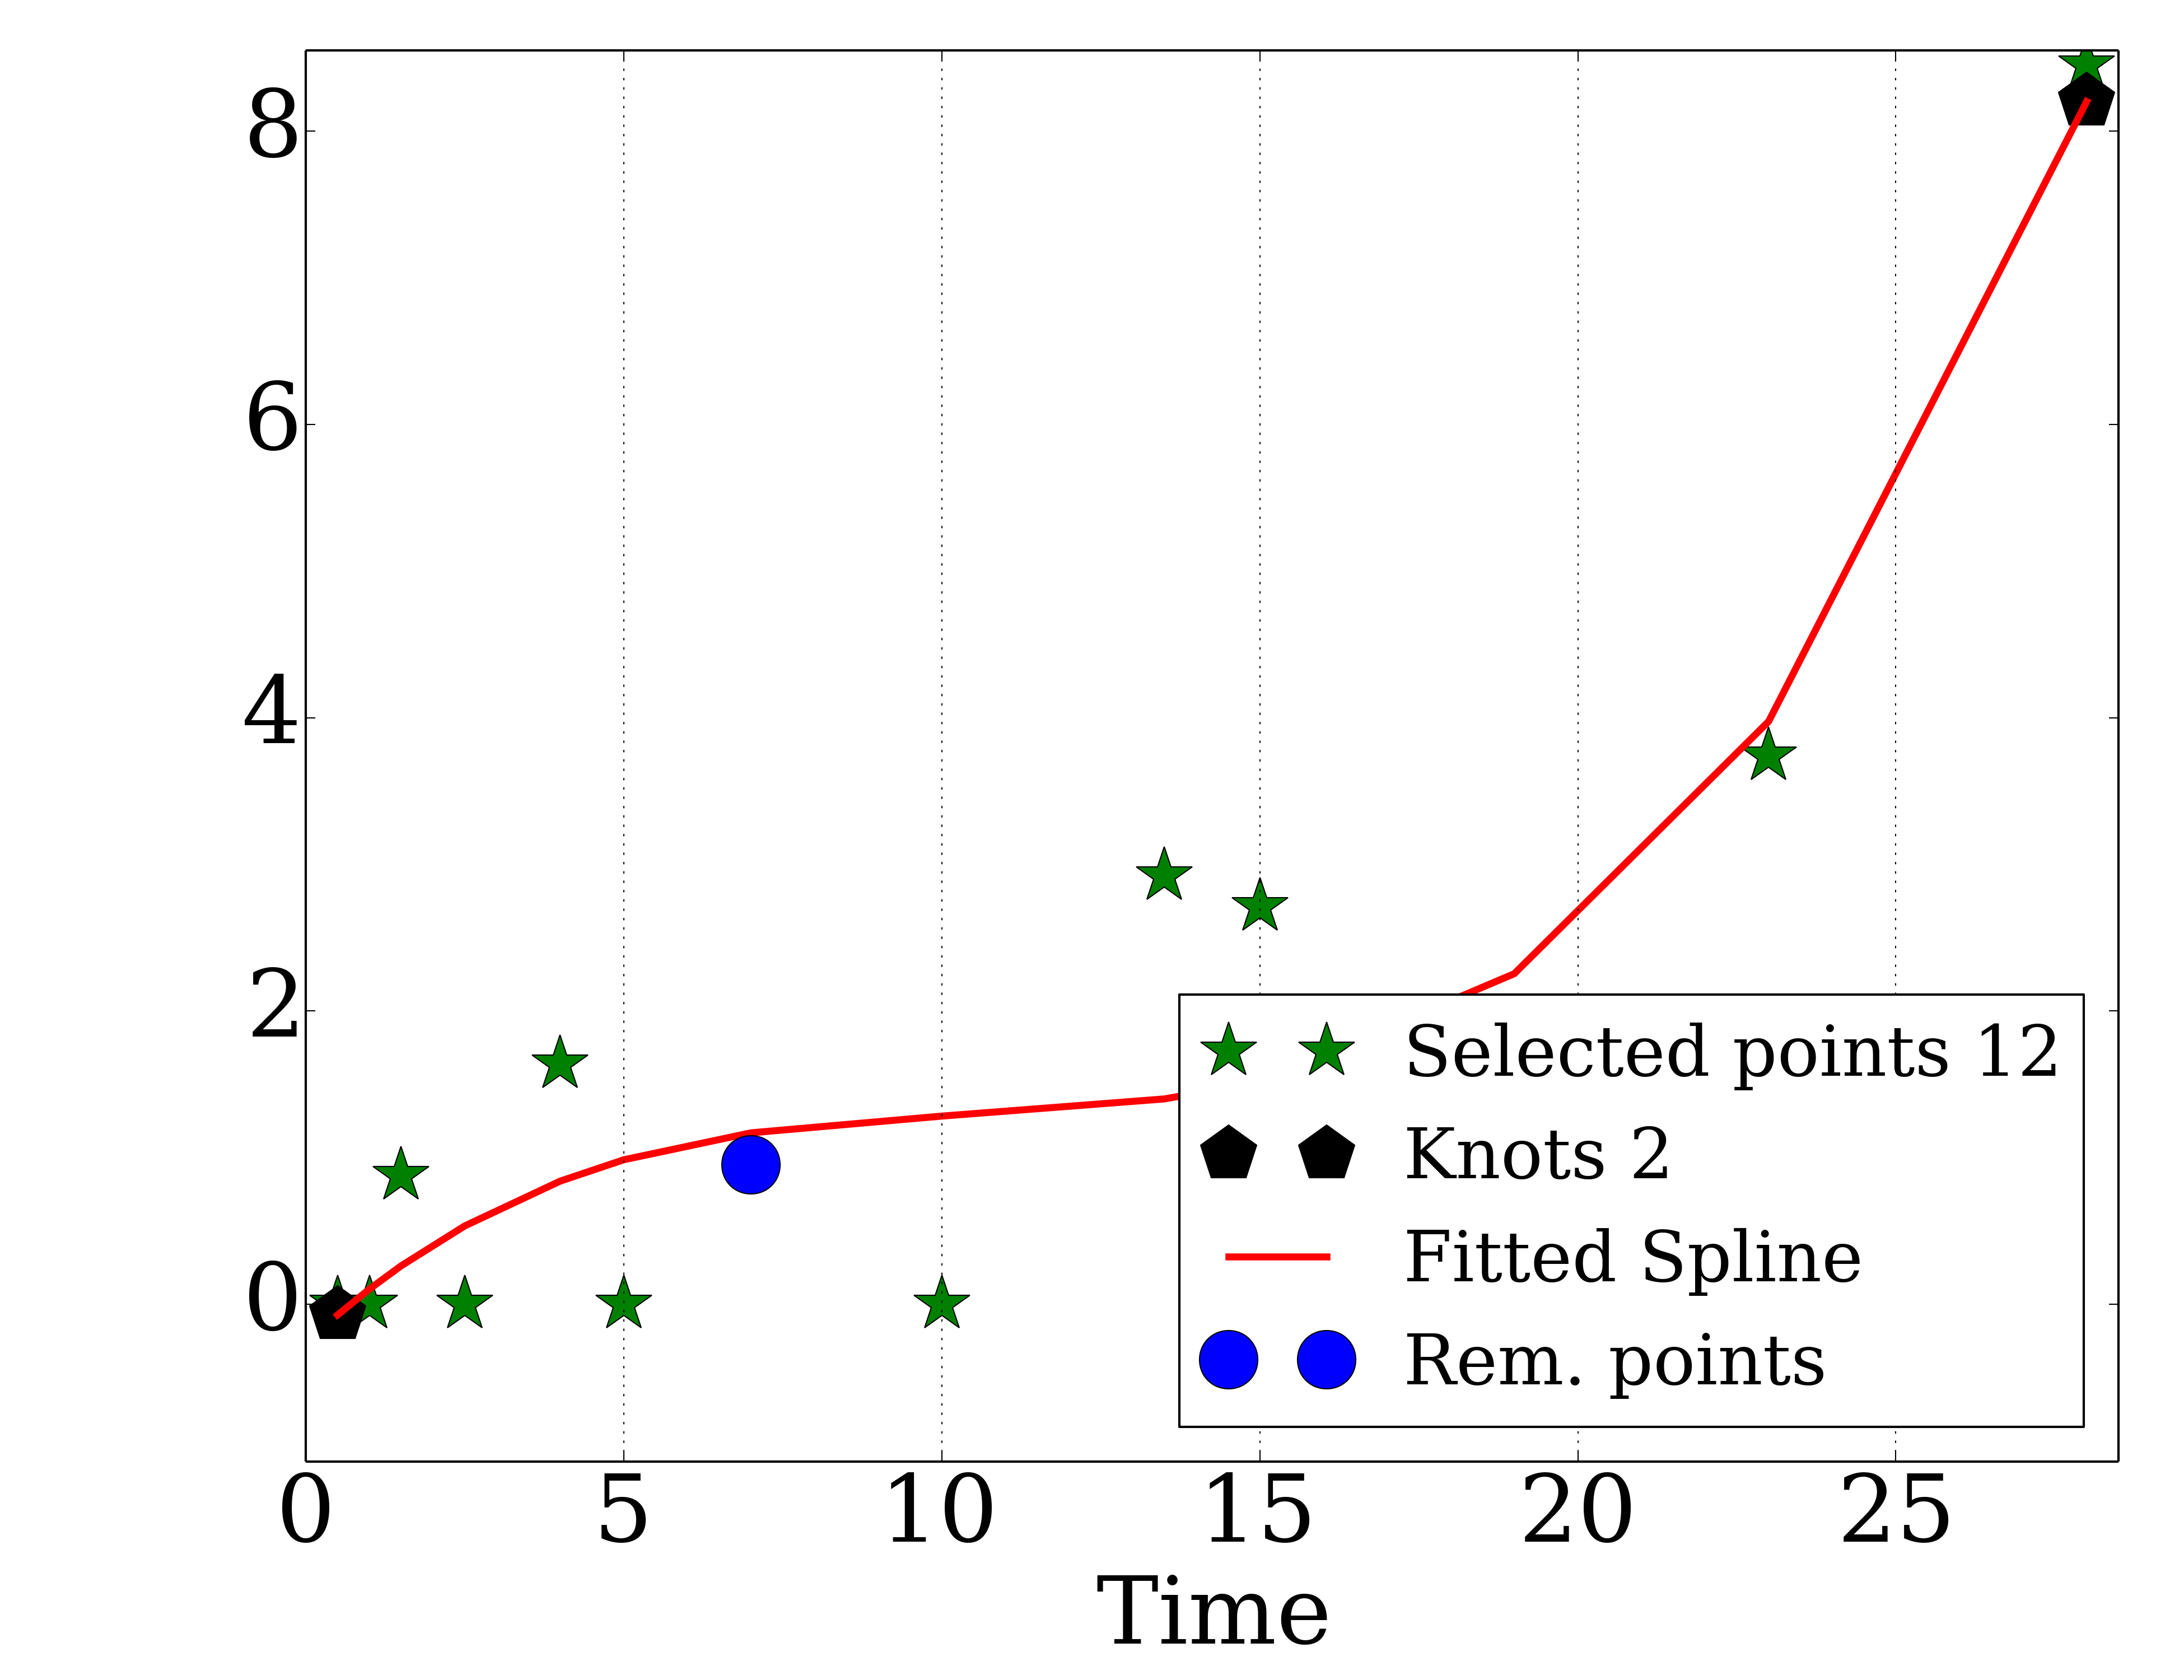 8
6
4
2
0
0 5 10 15 20 25
Time
Selected points 12
Knots 2
Fitted Spline
Rem. points